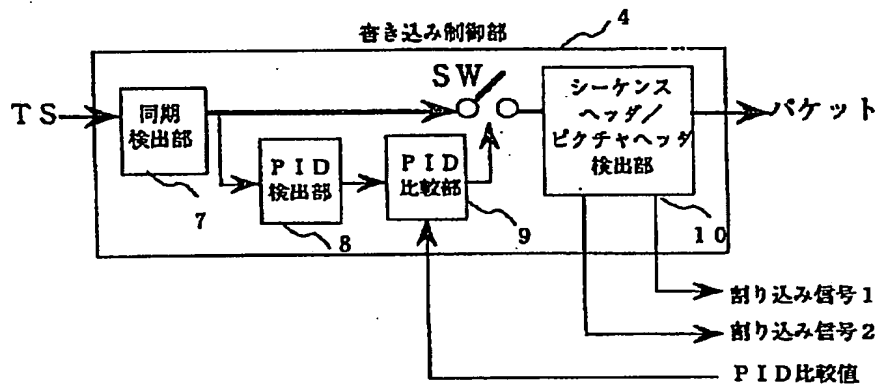 書き込み制御部
4
SW
TS
同期
検出部
シーケンス
ヘッダ/
ピクチャヘッダ
検出部
パケット
PID
検出部
PID
比較部
7
8
9
10
割り込み信号1
割り込み信号2
PID比較値